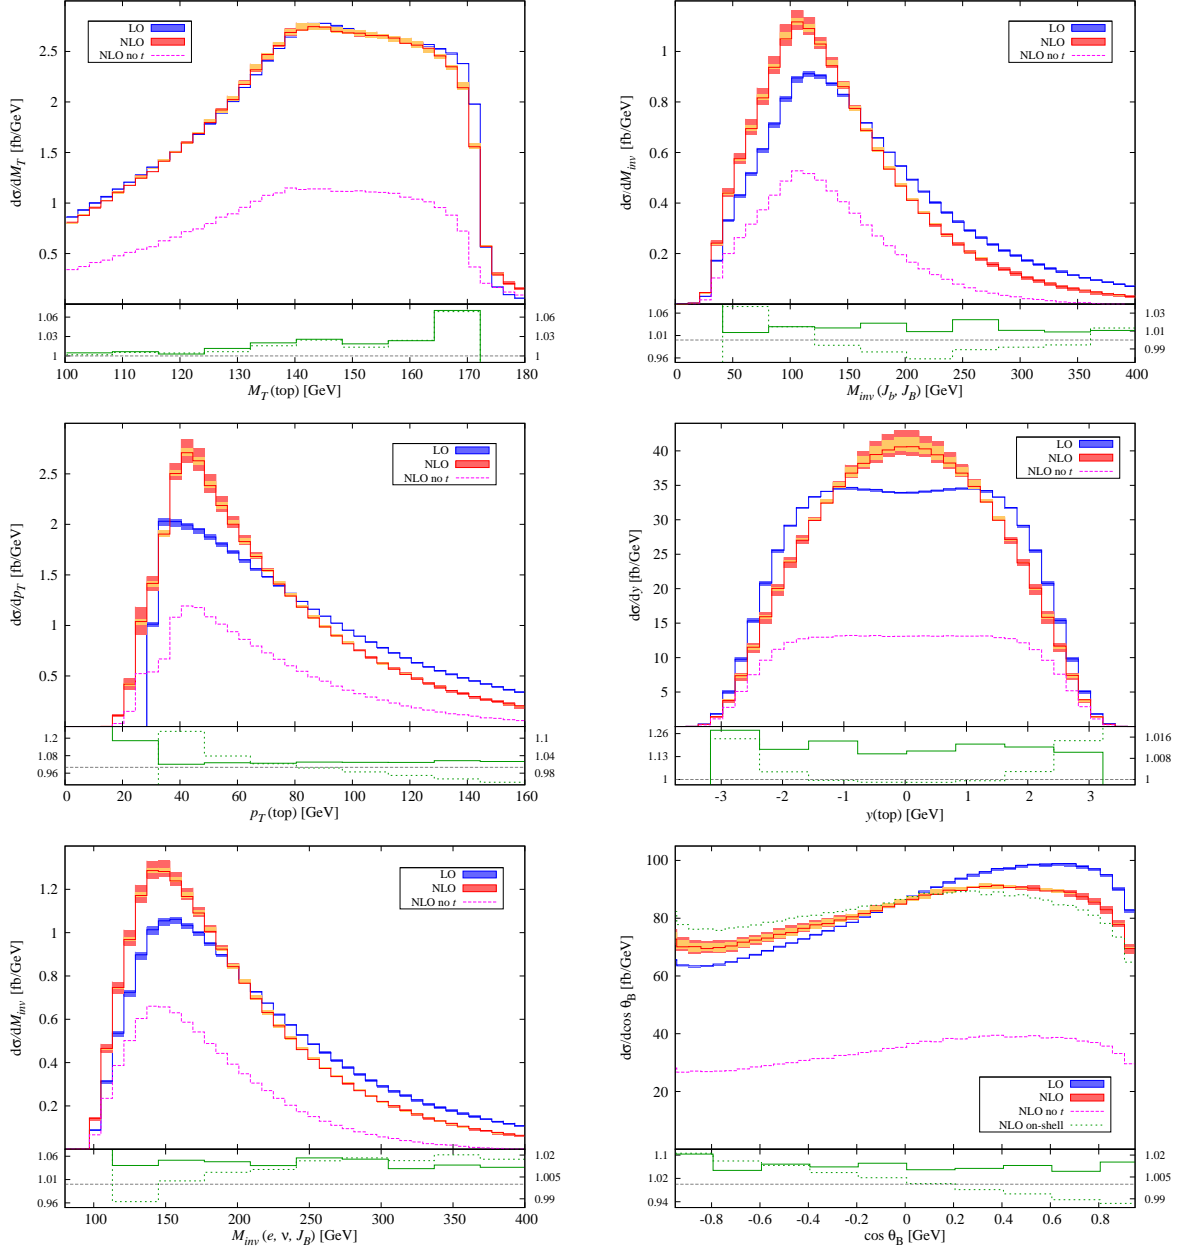 LO
NLO
NLO no t
dσ/dM_T [fb/GeV]
2.5
2
1.5
1
0.5
1.06
1.03
1
1.06
1.03
1
100 110 120 130 140 150 160 170 180
M_T (top) [GeV]
LO
NLO
NLO no t
dσ/dM_inv [fb/GeV]
1
0.8
0.6
0.4
0.2
1.06
1.01
0.96
1.03
1.01
0.99
0 50 100 150 200 250 300 350 400
M_inv (J_b, J_B) [GeV]
LO
NLO
NLO no t
dσ/dp_T [fb/GeV]
2.5
2
1.5
1
0.5
1.2
1.08
0.96
1.1
1.04
0.98
0 20 40 60 80 100 120 140 160
p_T (top) [GeV]
LO
NLO
NLO no t
dσ/dy [fb/GeV]
40
35
30
25
20
15
10
5
1.26
1.13
1
1.016
1.008
1
-3 -2 -1 0 1 2 3
y(top) [GeV]
LO
NLO
NLO no t
dσ/dM_inv [fb/GeV]
1.2
1
0.8
0.6
0.4
0.2
1.06
1.01
0.96
1.02
1.005
0.99
100 150 200 250 300 350 400
M_inv (e, ν, J_B) [GeV]
dσ/dcos θ_B [fb/GeV]
100
80
60
40
20
LO
NLO
NLO no t
NLO on-shell
1.1
1.02
0.94
1.02
1.005
0.99
-0.8 -0.6 -0.4 -0.2 0 0.2 0.4 0.6 0.8
cos θ_B [GeV]